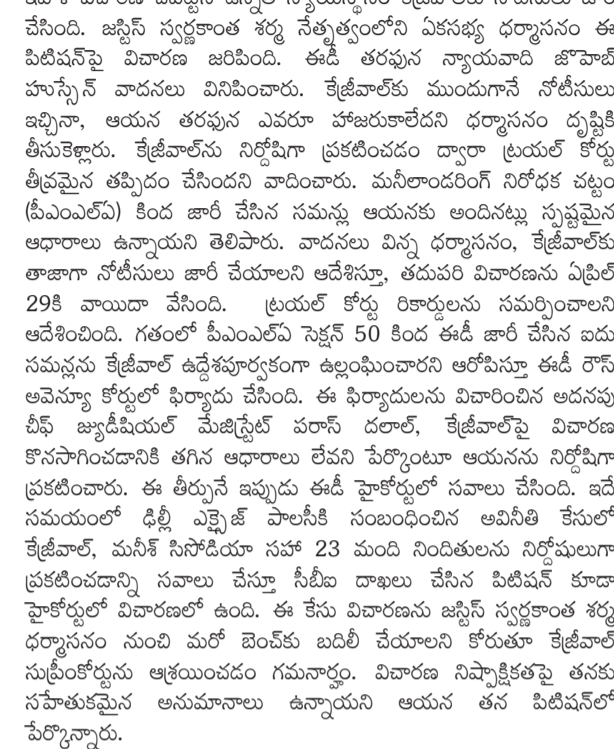 చేసింది. జస్టిస్ స్వర్ణకాంత శర్మ నేతృత్వంలోని ఏకసభ్య ధర్మాసనం ఈ
పిటిషన్‌పై విచారణ జరిపింది. ఈడీ తరఫున న్యాయవాది జొహెబ్
హుస్సేన్ వాదనలు వినిపించారు. కేజ్రీవాల్‌కు ముందుగానే నోటీసులు
ఇచ్చినా, ఆయన తరఫున ఎవరూ హాజరుకాలేదని ధర్మాసనం దృష్టికి
తీసుకెళ్లారు. కేజ్రీవాల్‌ను నిర్దోషిగా ప్రకటించడం ద్వారా ట్రయల్ కోర్టు
తీవ్రమైన తప్పిదం చేసిందని వాదించారు. మనీలాండరింగ్ నిరోధక చట్టం
(పీఎంఎల్ఏ) కింద జారీ చేసిన సమన్లు ఆయనకు అందినట్లు స్పష్టమైన
ఆధారాలు ఉన్నాయని తెలిపారు. వాదనలు విన్న ధర్మాసనం, కేజ్రీవాల్‌కు
తాజాగా నోటీసులు జారీ చేయాలని ఆదేశిస్తూ, తదుపరి విచారణను ఏప్రిల్
29కి వాయిదా వేసింది. ట్రయల్ కోర్టు రికార్డులను సమర్పించాలని
ఆదేశించింది. గతంలో పీఎంఎల్ఏ సెక్షన్ 50 కింద ఈడీ జారీ చేసిన ఐదు
సమన్లను కేజ్రీవాల్ ఉద్దేశపూర్వకంగా ఉల్లంఘించారని ఆరోపిస్తూ ఈడీ రౌస్
అవెన్యూ కోర్టులో ఫిర్యాదు చేసింది. ఈ ఫిర్యాదులను విచారించిన అదనపు
చీఫ్ జ్యుడీషియల్ మేజిస్ట్రేట్ పరాస్ దలాల్, కేజ్రీవాల్‌పై విచారణ
కొనసాగించడానికి తగిన ఆధారాలు లేవని పేర్కొంటూ ఆయనను నిర్దోషిగా
ప్రకటించారు. ఈ తీర్పునే ఇప్పుడు ఈడీ హైకోర్టులో సవాలు చేసింది. ఇదే
సమయంలో ఢిల్లీ ఎక్సైజ్ పాలసీకి సంబంధించిన అవినీతి కేసులో
కేజ్రీవాల్, మనీశ్ సిసోడియా సహా 23 మంది నిందితులను నిర్దోషులుగా
ప్రకటించడాన్ని సవాలు చేస్తూ సీబీఐ దాఖలు చేసిన పిటిషన్ కూడా
హైకోర్టులో విచారణలో ఉంది. ఈ కేసు విచారణను జస్టిస్ స్వర్ణకాంత శర్మ
ధర్మాసనం నుంచి మరో బెంచ్‌కు బదిలీ చేయాలని కోరుతూ కేజ్రీవాల్
సుప్రీంకోర్టును ఆశ్రయించడం గమనార్హం. విచారణ నిష్పాక్షికతపై తనకు
సహేతుకమైన అనుమానాలు ఉన్నాయని ఆయన తన పిటిషన్‌లో
పేర్కొన్నారు.